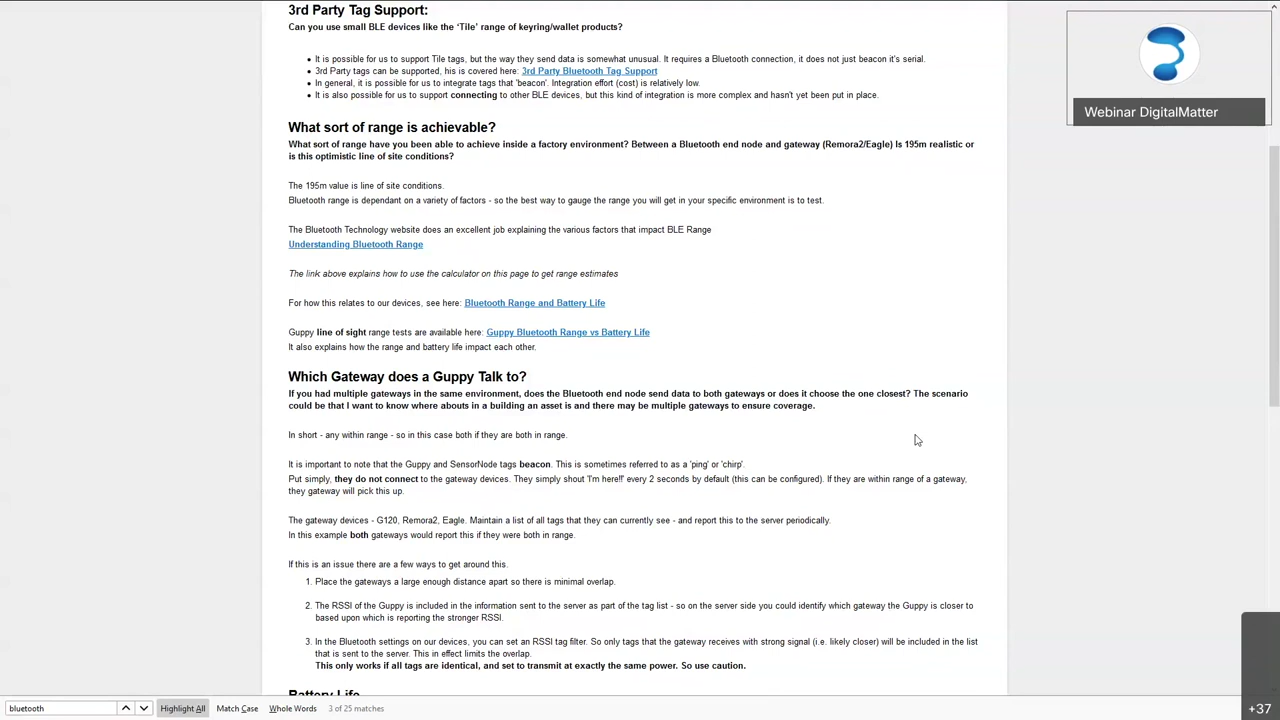 3rd Party Tag Support:
Can you use small BLE devices like the ‘Tile’ range of keyring/wallet products?
• It is possible for us to support Tile tags, but the way they send data is somewhat unusual. It requires a Bluetooth connection, it does not just beacon it's serial.
• 3rd Party tags can be supported, his is covered here: 3rd Party Bluetooth Tag Support
• In general, it is possible for us to integrate tags that 'beacon'. Integration effort (cost) is relatively low.
• It is also possible for us to support connecting to other BLE devices, but this kind of integration is more complex and hasn't yet been put in place.
Webinar DigitalMatter
What sort of range is achievable?
What sort of range have you been able to achieve inside a factory environment? Between a Bluetooth end node and gateway (Remora2/Eagle) Is 195m realistic or
is this optimistic line of site conditions?
The 195m value is line of site conditions.
Bluetooth range is dependant on a variety of factors - so the best way to gauge the range you will get in your specific environment is to test.
The Bluetooth Technology website does an excellent job explaining the various factors that impact BLE Range
Understanding Bluetooth Range
The link above explains how to use the calculator on this page to get range estimates
For how this relates to our devices, see here: Bluetooth Range and Battery Life
Guppy line of sight range tests are available here: Guppy Bluetooth Range vs Battery Life
It also explains how the range and battery life impact each other.
Which Gateway does a Guppy Talk to?
If you had multiple gateways in the same environment, does the Bluetooth end node send data to both gateways or does it choose the one closest? The scenario
could be that I want to know where abouts in a building an asset is and there may be multiple gateways to ensure coverage.
In short - any within range - so in this case both if they are both in range.
It is important to note that the Guppy and SensorNode tags beacon. This is sometimes referred to as a 'ping' or 'chirp'.
Put simply, they do not connect to the gateway devices. They simply shout 'I'm here!!' every 2 seconds by default (this can be configured). If they are within range of a gateway,
they gateway will pick this up.
The gateway devices - G120, Remora2, Eagle. Maintain a list of all tags that they can currently see - and report this to the server periodically.
In this example both gateways would report this if they were both in range.
If this is an issue there are a few ways to get around this.
1. Place the gateways a large enough distance apart so there is minimal overlap.
2. The RSSI of the Guppy is included in the information sent to the server as part of the tag list - so on the server side you could identify which gateway the Guppy is closer to
based upon which is reporting the stronger RSSI.
3. In the Bluetooth settings on our devices, you can set an RSSI tag filter. So only tags that the gateway receives with strong signal (i.e. likely closer) will be included in the list
that is sent to the server. This in effect limits the overlap.
This only works if all tags are identical, and set to transmit at exactly the same power. So use caution.
Battery Life
bluetooth
Highlight All
Match Case
Whole Words
3 of 25 matches
+37